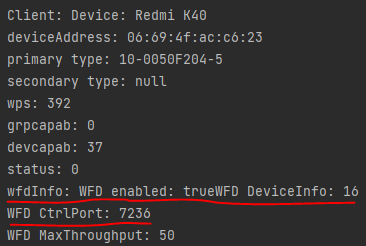 Client: Device: Redmi K40
deviceAddress: 06:69:4f:ac:c6:23
primary type: 10-0050F204-5
secondary type: null
wps: 392
grpcapab: 0
devcapab: 37
status: 0
wfdInfo: WFD enabled: trueWFD DeviceInfo: 16
WFD CtrlPort: 7236
WFD MaxThroughput: 50